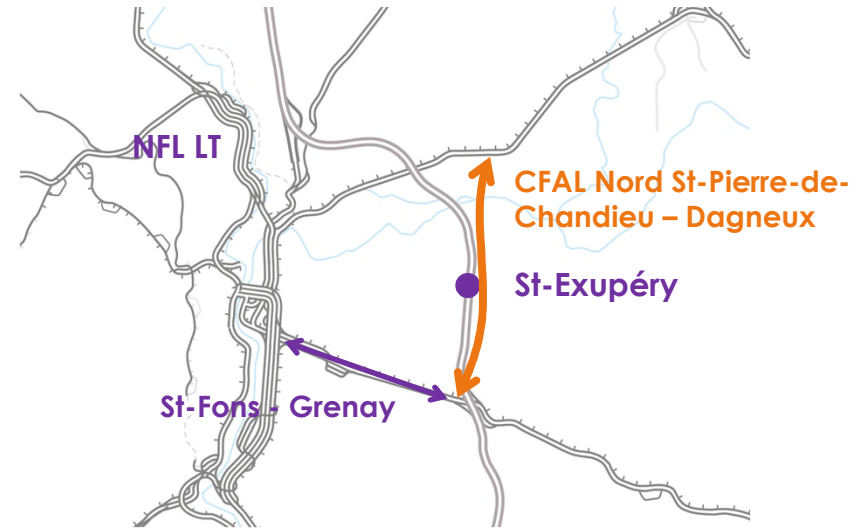 NFL LT
CFAL Nord St-Pierre-de-
Chandieu – Dagneux
St-Exupéry
St-Fons - Grenay